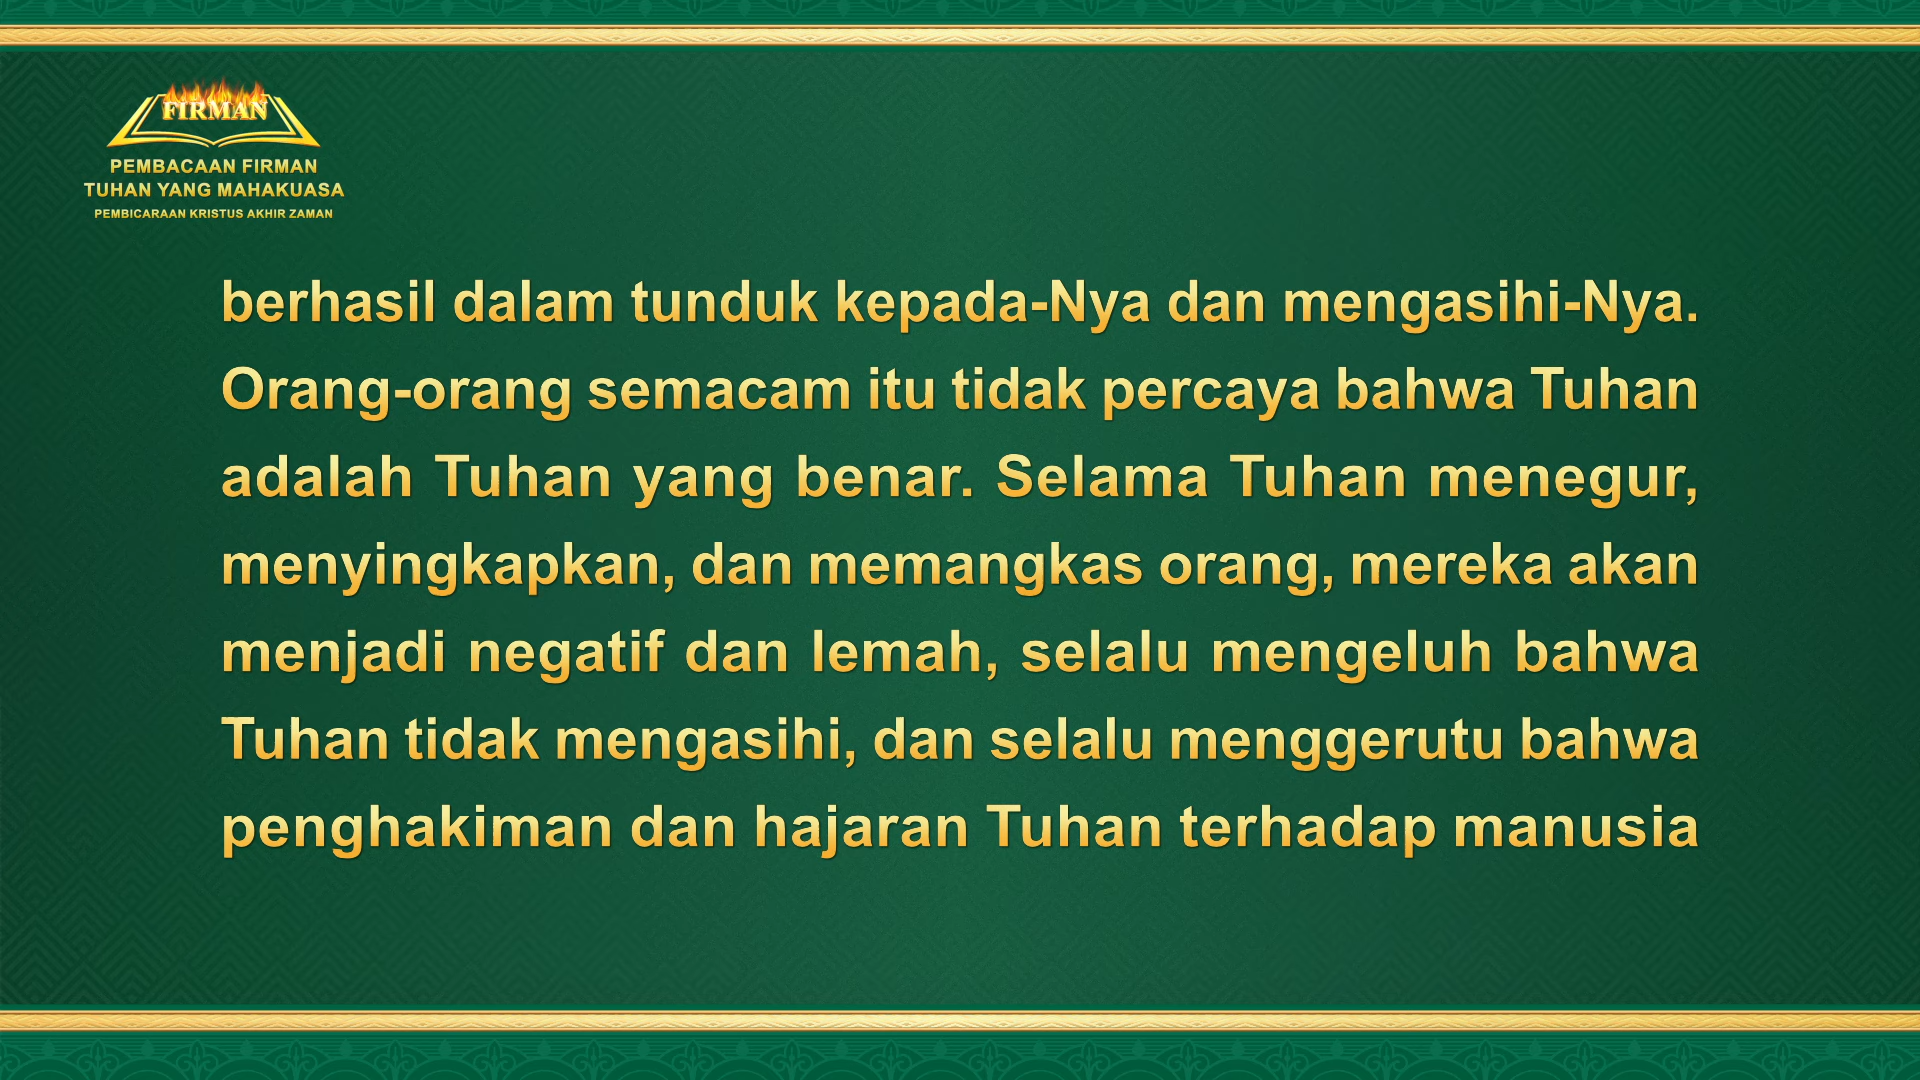 FIRMAN
PEMBACAAN FIRMAN
TUHAN YANG MAHAKUASA
PEMBICARAAN KRISTUS AKHIR ZAMAN
berhasil dalam tunduk kepada-Nya dan mengasihi-Nya.
Orang-orang semacam itu tidak percaya bahwa Tuhan
adalah Tuhan yang benar. Selama Tuhan menegur,
menyingkapkan, dan memangkas orang, mereka akan
menjadi negatif dan lemah, selalu mengeluh bahwa
Tuhan tidak mengasihi, dan selalu menggerutu bahwa
penghakiman dan hajaran Tuhan terhadap manusia